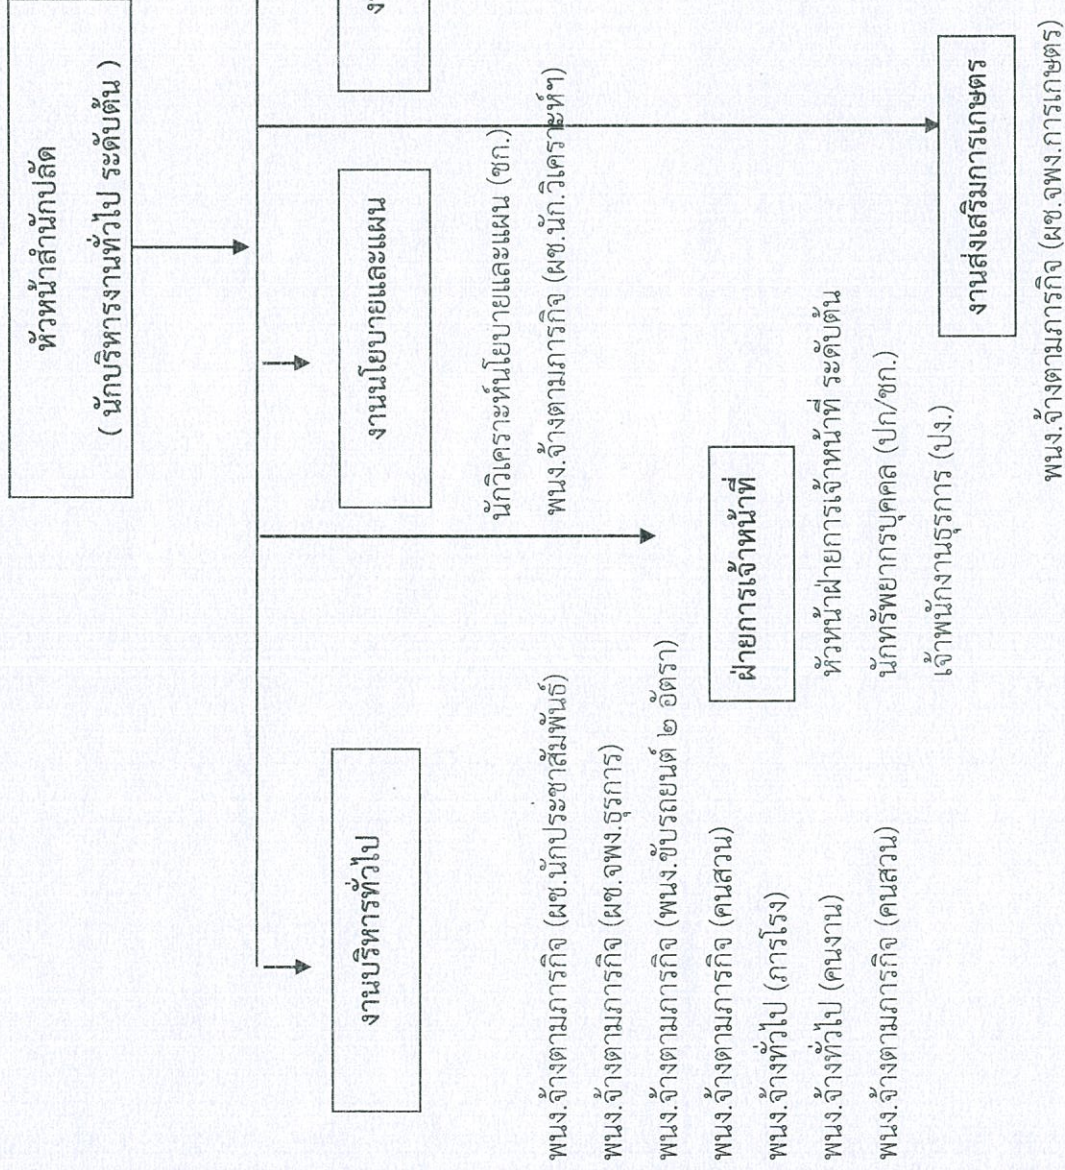 หัวหน้าสำนักปลัด
( นักบริหารงานทั่วไป ระดับต้น )
งานบริหารทั่วไป
พนง.จ้างตามภารกิจ (ผช.นักประชาสัมพันธ์)
พนง.จ้างตามภารกิจ (ผช.จพง.ธุรการ)
พนง.จ้างตามภารกิจ (พนง.ขับรถยนต์ ๒ อัตรา)
พนง.จ้างตามภารกิจ (คนสวน)
พนง.จ้างทั่วไป (ภารโรง)
พนง.จ้างทั่วไป (คนงาน)
พนง.จ้างตามภารกิจ (คนสวน)
งานนโยบายและแผน
นักวิเคราะห์นโยบายและแผน (ชก.)
พนง.จ้างตามภารกิจ (ผช.นัก.วิเคราะห์ฯ)
ฝ่ายการเจ้าหน้าที่
หัวหน้าฝ่ายการเจ้าหน้าที่ ระดับต้น
นักทรัพยากรบุคคล (ปก/ชก.)
เจ้าพนักงานธุรการ (ปง.)
งานส่งเสริมการเกษตร
พนง.จ้างตามภารกิจ (ผช.จพง.การเกษตร)